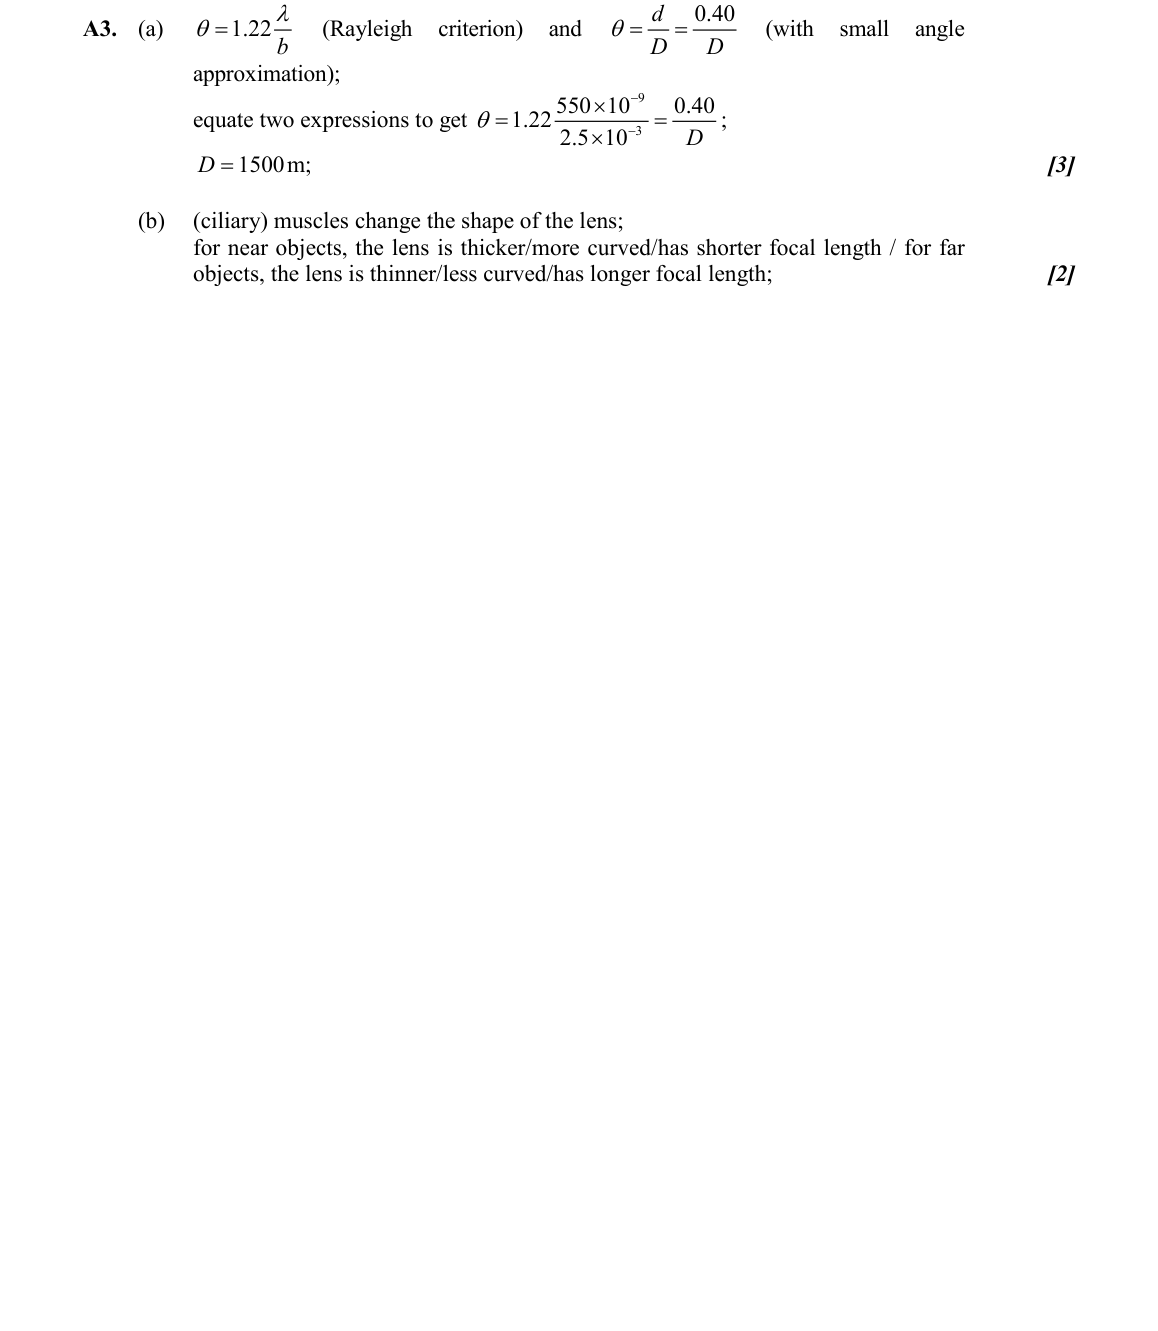 A3. (a) θ = 1.22 λ/b (Rayleigh criterion) and θ = d/D = 0.40/D (with small angle
approximation);
equate two expressions to get θ = 1.22 550×10⁻⁹/2.5×10⁻³ = 0.40/D ;
D = 1500 m; [3]
(b) (ciliary) muscles change the shape of the lens;
for near objects, the lens is thicker/more curved/has shorter focal length / for far
objects, the lens is thinner/less curved/has longer focal length; [2]